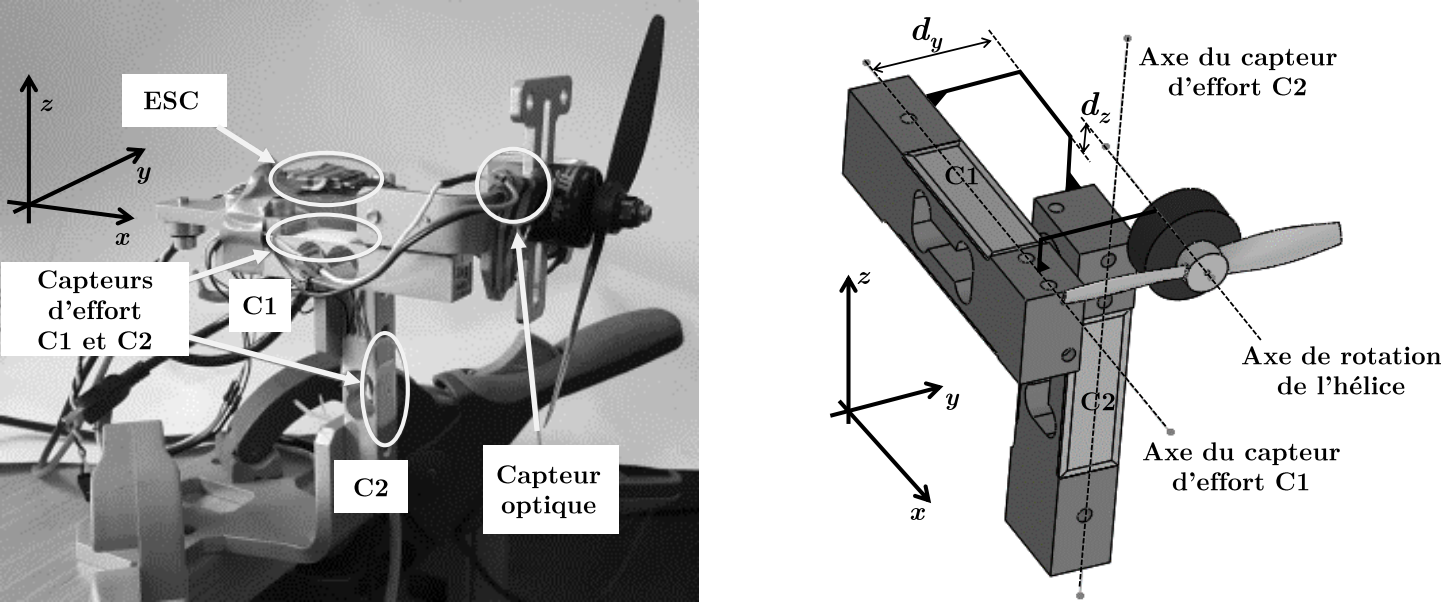 z
y
x
ESC
Capteurs
d'effort
C1 et C2
C1
C2
Capteur
optique
d_y
d_z
Axe du capteur
d'effort C2
C1
C2
z
y
x
Axe de rotation
de l'hélice
Axe du capteur
d'effort C1